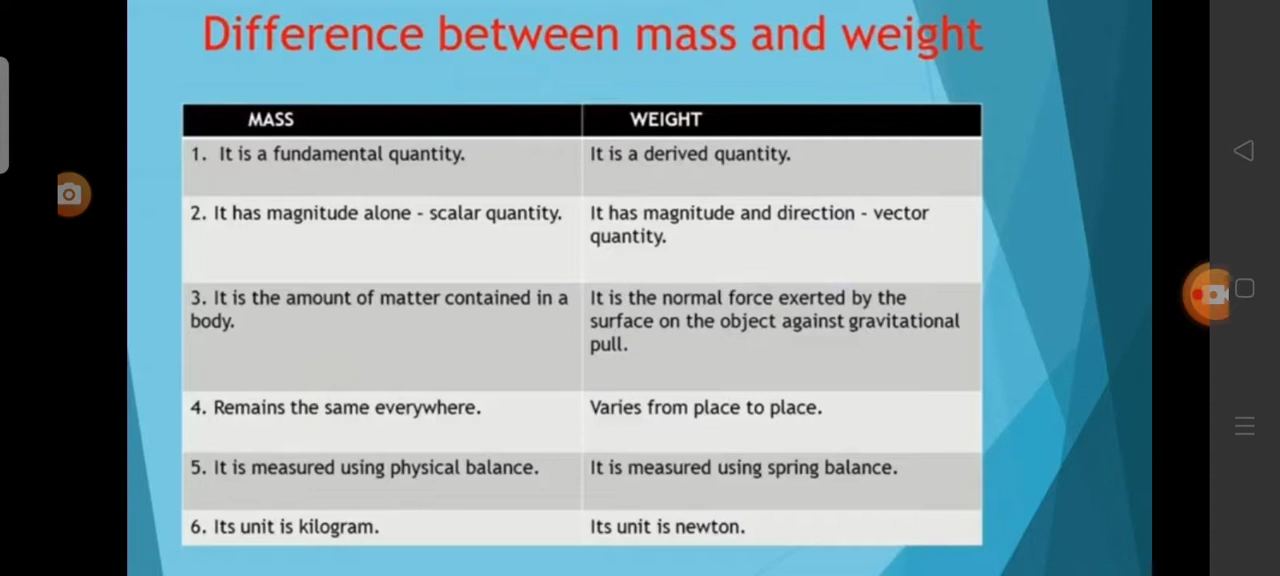 Difference between mass and weight
MASS
WEIGHT
1. It is a fundamental quantity.
It is a derived quantity.
2. It has magnitude alone - scalar quantity.
It has magnitude and direction - vector
quantity.
3. It is the amount of matter contained in a
body.
It is the normal force exerted by the
surface on the object against gravitational
pull.
4. Remains the same everywhere.
Varies from place to place.
5. It is measured using physical balance.
It is measured using spring balance.
6. Its unit is kilogram.
Its unit is newton.